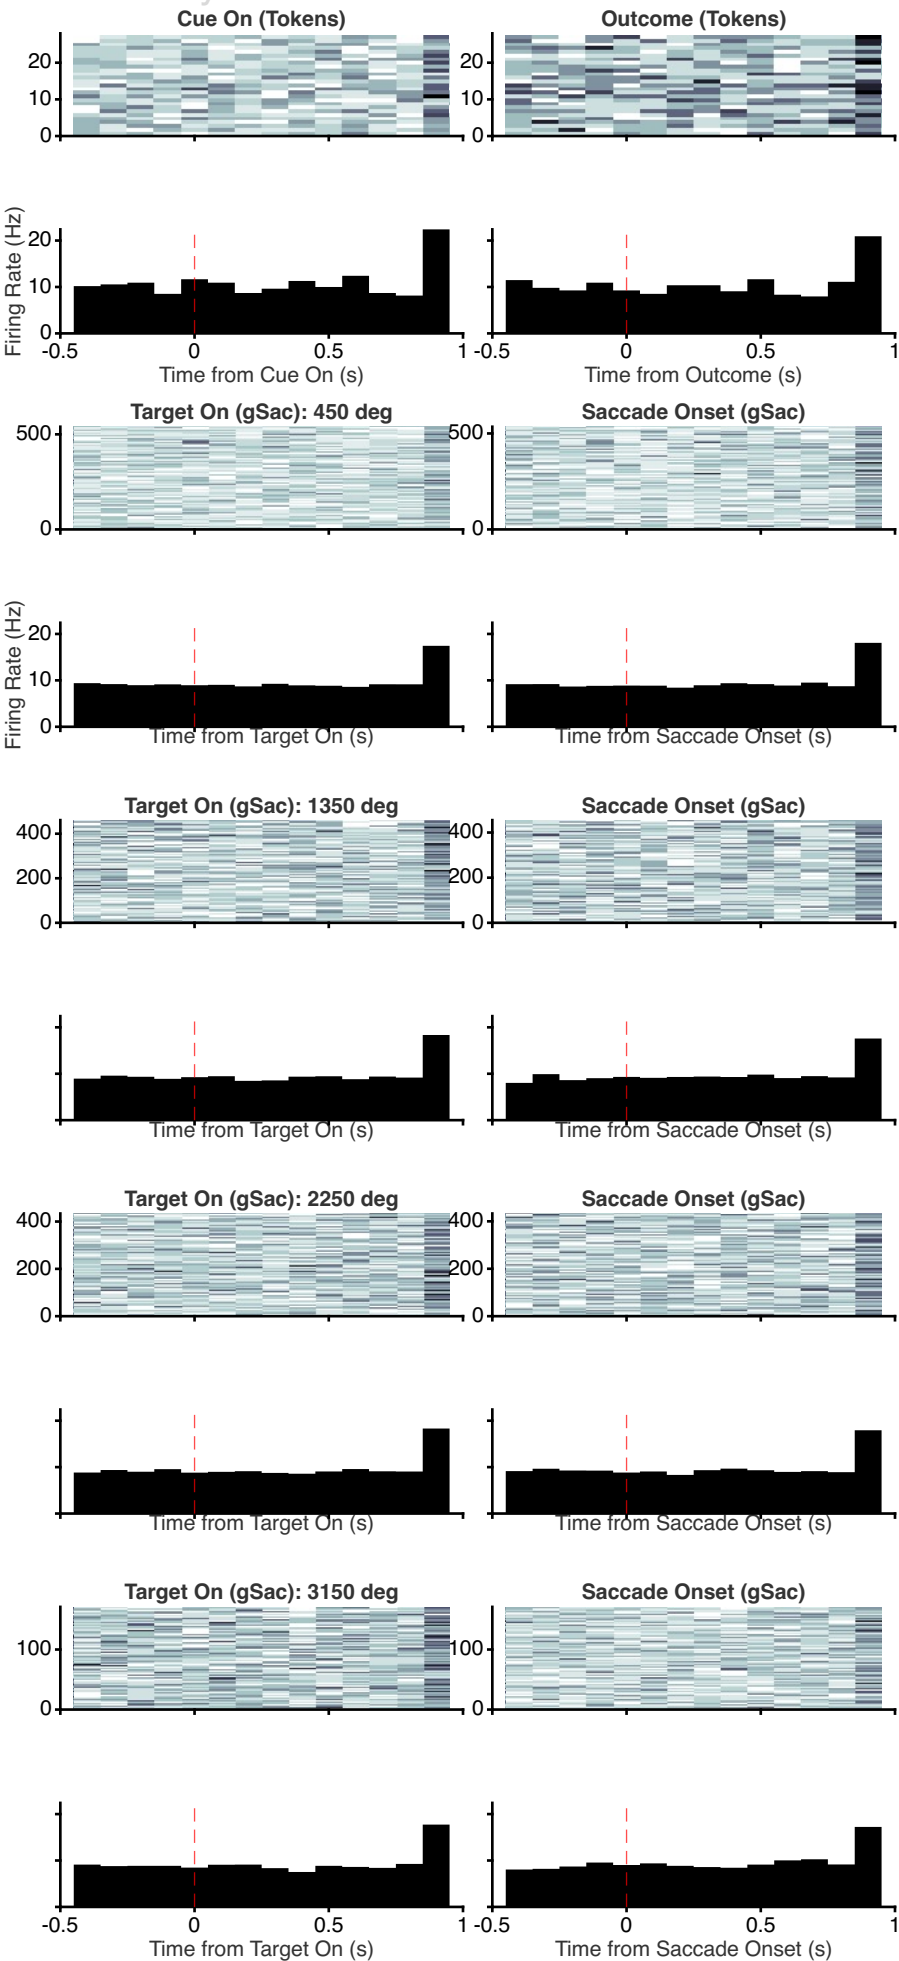 Cue On (Tokens) Outcome (Tokens)
20 20
10 10
0 0
Firing Rate (Hz)
20
10
0
-0.5 0 0.5 1 -0.5 0 0.5 1
Time from Cue On (s) Time from Outcome (s)
Target On (gSac): 450 deg Saccade Onset (gSac)
500 500
0 0
Firing Rate (Hz)
20
10
0
Time from Target On (s) Time from Saccade Onset (s)
Target On (gSac): 1350 deg Saccade Onset (gSac)
400 400
200 200
0 0
Time from Target On (s) Time from Saccade Onset (s)
Target On (gSac): 2250 deg Saccade Onset (gSac)
400 400
200 200
0 0
Time from Target On (s) Time from Saccade Onset (s)
Target On (gSac): 3150 deg Saccade Onset (gSac)
100 100
0 0
-0.5 0 0.5 1 -0.5 0 0.5 1
Time from Target On (s) Time from Saccade Onset (s)